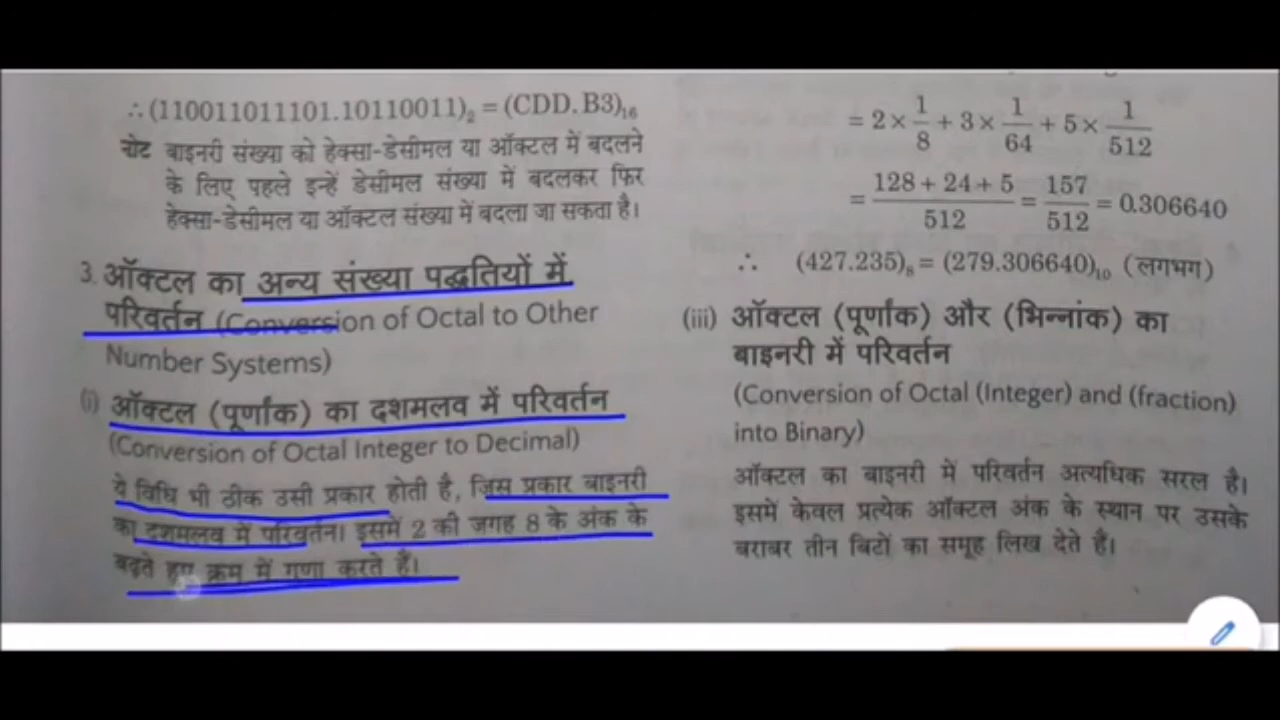 ∴ (110011011101.10110011)₂ = (CDD.B3)₁₆
नोट बाइनरी संख्या को हेक्सा-डेसीमल या ऑक्टल में बदलने
के लिए पहले इन्हें डेसीमल संख्या में बदलकर फिर
हेक्सा-डेसीमल या ऑक्टल संख्या में बदला जा सकता है।
3. ऑक्टल का अन्य संख्या पद्धतियों में
परिवर्तन (Conversion of Octal to Other
Number Systems)
(i) ऑक्टल (पूर्णांक) का दशमलव में परिवर्तन
(Conversion of Octal Integer to Decimal)
ये विधि भी ठीक उसी प्रकार होती है, जिस प्रकार बाइनरी
का दशमलव में परिवर्तन। इसमें 2 की जगह 8 के अंक के
बढ़ते हुए क्रम में गुणा करते हैं।
= 2 × 1/8 + 3 × 1/64 + 5 × 1/512
= (128 + 24 + 5)/512 = 157/512 = 0.306640
∴ (427.235)₈ = (279.306640)₁₀ (लगभग)
(iii) ऑक्टल (पूर्णांक) और (भिन्नांक) का
बाइनरी में परिवर्तन
(Conversion of Octal (Integer) and (fraction)
into Binary)
ऑक्टल का बाइनरी में परिवर्तन अत्यधिक सरल है।
इसमें केवल प्रत्येक ऑक्टल अंक के स्थान पर उसके
बराबर तीन बिटों का समूह लिख देते हैं।